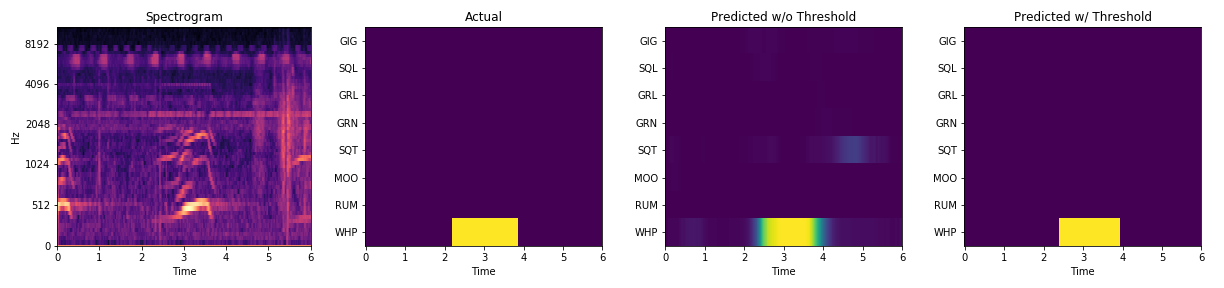 Spectrogram
Hz
8192
4096
2048
1024
512
0
0 1 2 3 4 5 6
Time
Actual
GIG
SQL
GRL
GRN
SQT
MOO
RUM
WHP
0 1 2 3 4 5 6
Time
Predicted w/o Threshold
GIG
SQL
GRL
GRN
SQT
MOO
RUM
WHP
0 1 2 3 4 5 6
Time
Predicted w/ Threshold
GIG
SQL
GRL
GRN
SQT
MOO
RUM
WHP
0 1 2 3 4 5 6
Time